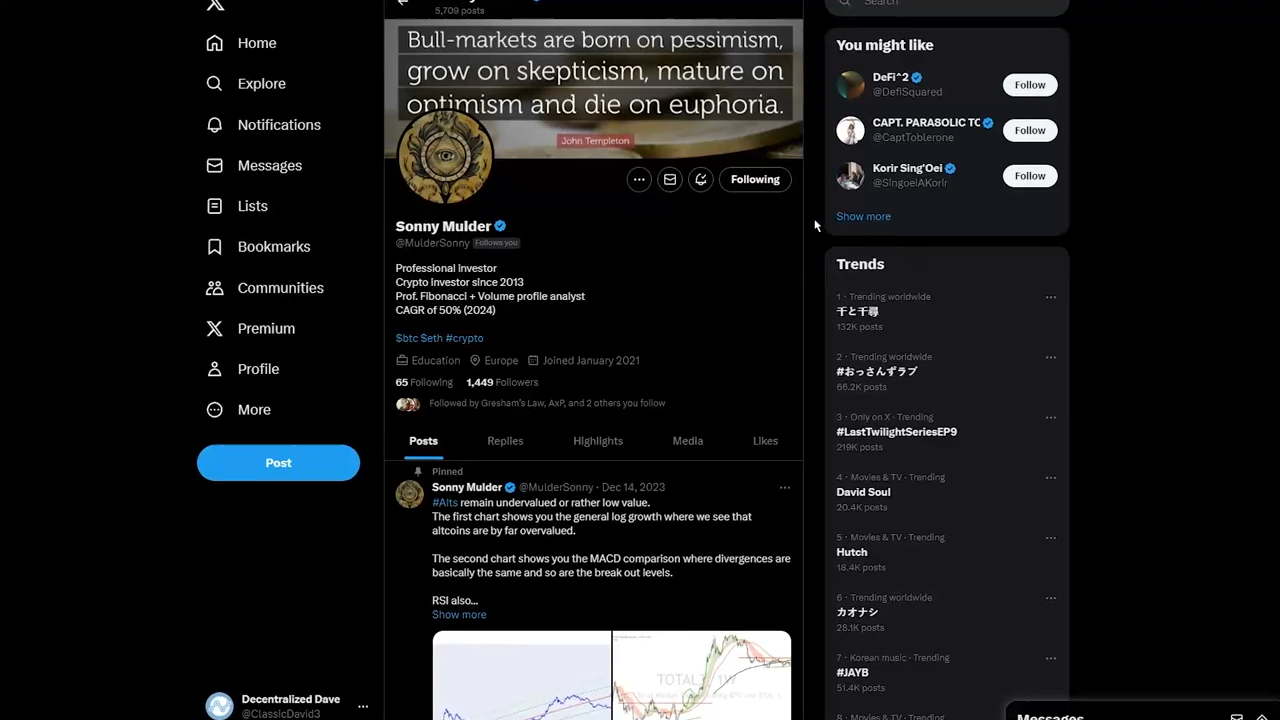 5,709 posts
Bull-markets are born on pessimism,
grow on skepticism, mature on
optimism and die on euphoria.
John Templeton
Following
Sonny Mulder
@MulderSonny Follows you
Professional investor
Crypto investor since 2013
Prof. Fibonacci + Volume profile analyst
CAGR of 50% (2024)
$btc $eth #crypto
Education Europe Joined January 2021
65 Following 1,449 Followers
Followed by Gresham's Law, AxP, and 2 others you follow
Posts Replies Highlights Media Likes
Pinned
Sonny Mulder @MulderSonny · Dec 14, 2023
#Alts remain undervalued or rather low value.
The first chart shows you the general log growth where we see that
altcoins are by far overvalued.
The second chart shows you the MACD comparison where divergences are
basically the same and so are the break out levels.
RSI also...
Show more
TOTAL3 1W
Home
Explore
Notifications
Messages
Lists
Bookmarks
Communities
Premium
Profile
More
Post
Decentralized Dave
@ClassicDavid3
Search
You might like
DeFi^2
@DefiSquared
Follow
CAPT. PARABOLIC TO
@CaptToblerone
Follow
Korir Sing'Oei
@SingoeiAKorir
Follow
Show more
Trends
1 · Trending worldwide
千と千尋
132K posts
2 · Trending worldwide
#おっさんずラブ
66.2K posts
3 · Only on X · Trending
#LastTwilightSeriesEP9
219K posts
4 · Movies & TV · Trending
David Soul
20.4K posts
5 · Movies & TV · Trending
Hutch
18.4K posts
6 · Trending worldwide
カオナシ
28.1K posts
7 · Korean music · Trending
#JAYB
51.4K posts
Messages